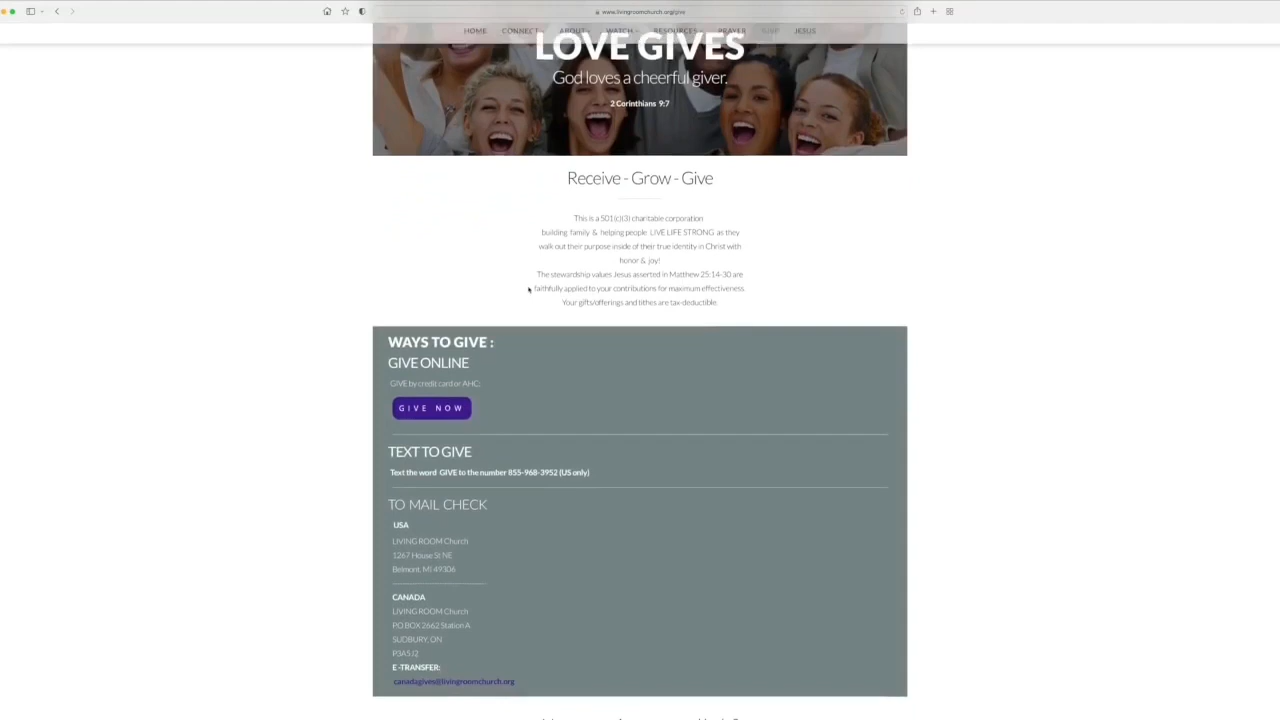 www.livingroomchurch.org/give
HOME CONNECT ABOUT WATCH RESOURCES PRAYER GIVE JESUS
LOVE GIVES
God loves a cheerful giver.
2 Corinthians 9:7
Receive - Grow - Give
This is a 501(c)(3) charitable corporation
building family & helping people LIVE LIFE STRONG as they
walk out their purpose inside of their true identity in Christ with
honor & joy!
The stewardship values Jesus asserted in Matthew 25:14-30 are
faithfully applied to your contributions for maximum effectiveness.
Your gifts/offerings and tithes are tax-deductible.
WAYS TO GIVE :
GIVE ONLINE
GIVE by credit card or AHC:
GIVE NOW
TEXT TO GIVE
Text the word GIVE to the number 855-968-3952 (US only)
TO MAIL CHECK
USA
LIVING ROOM Church
1267 House St NE
Belmont, MI 49306
CANADA
LIVING ROOM Church
P.O BOX 2662 Station A
SUDBURY, ON
P3A5J2
E -TRANSFER:
canadagives@livingroomchurch.org